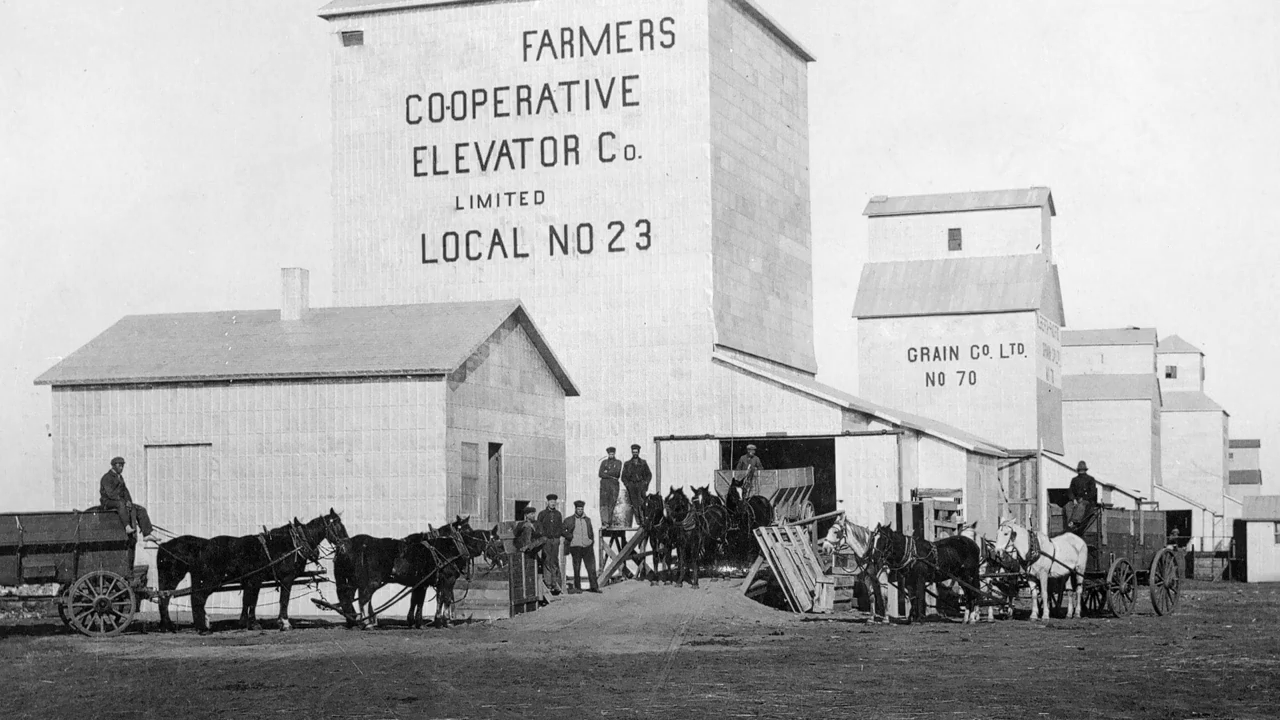 FARMERS
CO-OPERATIVE
ELEVATOR Co.
LIMITED
LOCAL NO 23
GRAIN Co. LTD.
NO 70